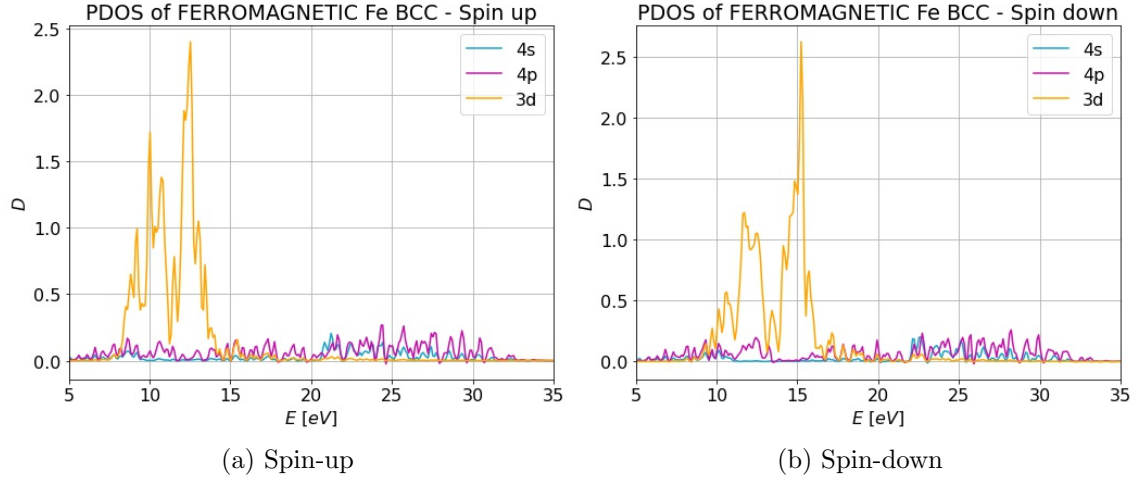 PDOS of FERROMAGNETIC Fe BCC - Spin up
2.5
2.0
1.5
1.0
0.5
0.0
D
4s
4p
3d
5
10
15
20
25
30
35
E [eV]
(a) Spin-up
PDOS of FERROMAGNETIC Fe BCC - Spin down
2.5
2.0
1.5
1.0
0.5
0.0
D
4s
4p
3d
5
10
15
20
25
30
35
E [eV]
(b) Spin-down